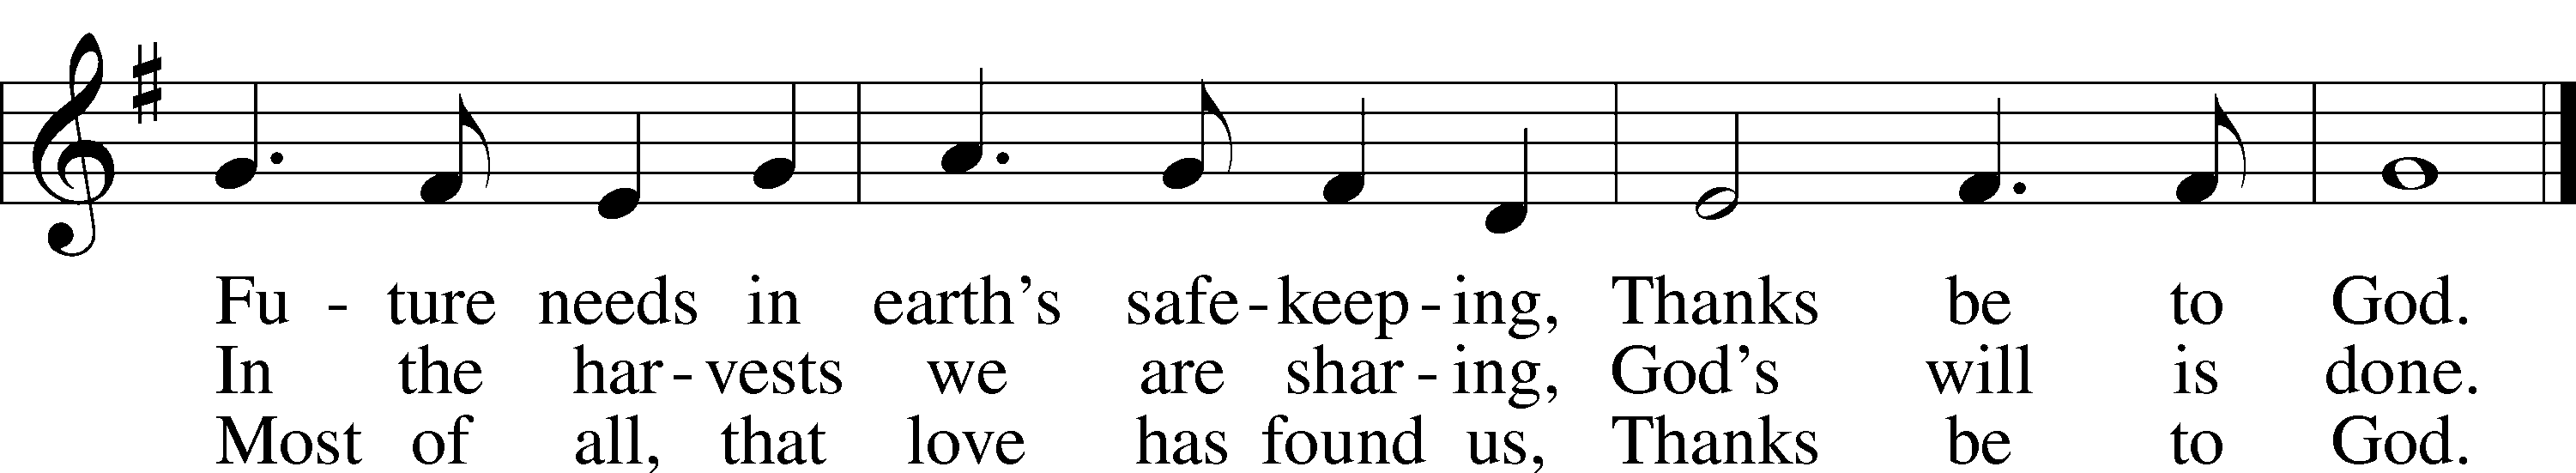 Fu - ture needs in earth's safe - keep - ing, Thanks be to God.
In the har - vests we are shar - ing, God's will is done.
Most of all, that love has found us, Thanks be to God.